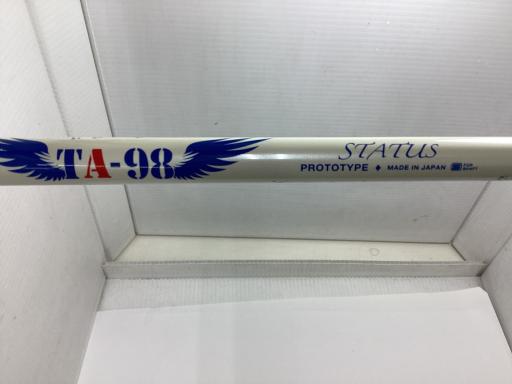 TA-98
STATUS
PROTOTYPE ♦ MADE IN JAPAN